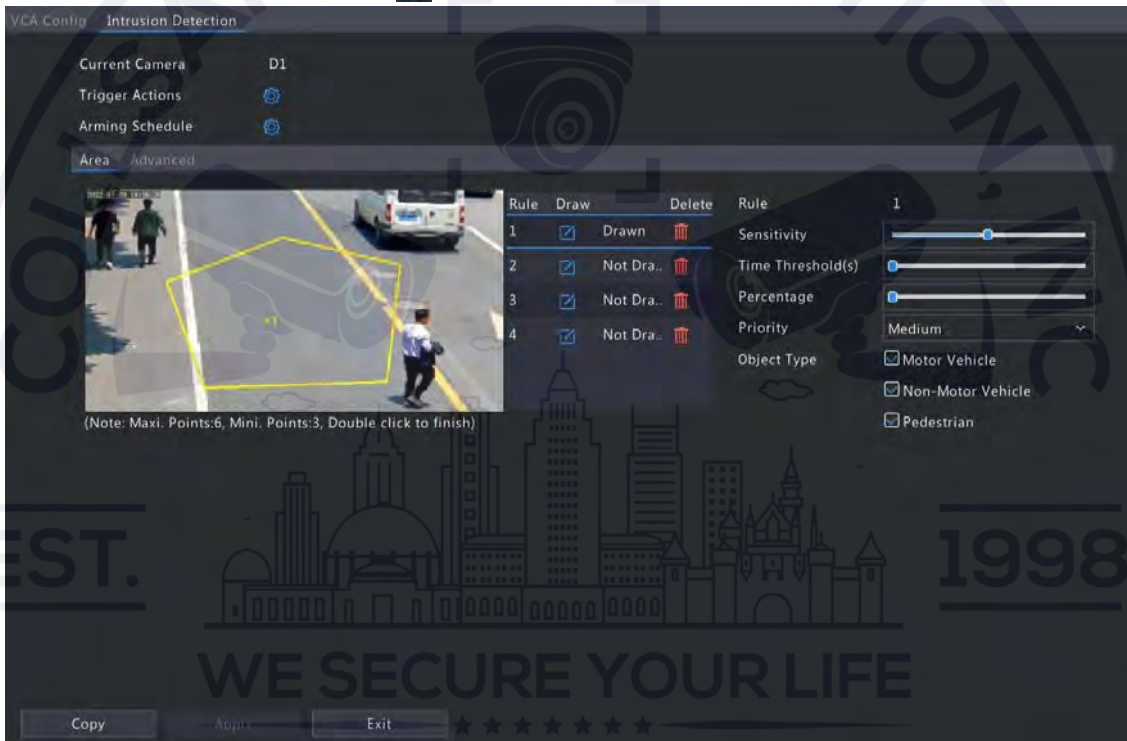 VCA Config Intrusion Detection
Current Camera D1
Trigger Actions
Arming Schedule
Area Advanced
Rule Draw Delete
1 Drawn
2 Not Dra..
3 Not Dra..
4 Not Dra..
(Note: Maxi. Points:6, Mini. Points:3, Double click to finish)
Rule 1
Sensitivity
Time Threshold(s)
Percentage
Priority Medium
Object Type Motor Vehicle
Non-Motor Vehicle
Pedestrian
EST. 1998
WE SECURE YOUR LIFE
Copy Apply Exit